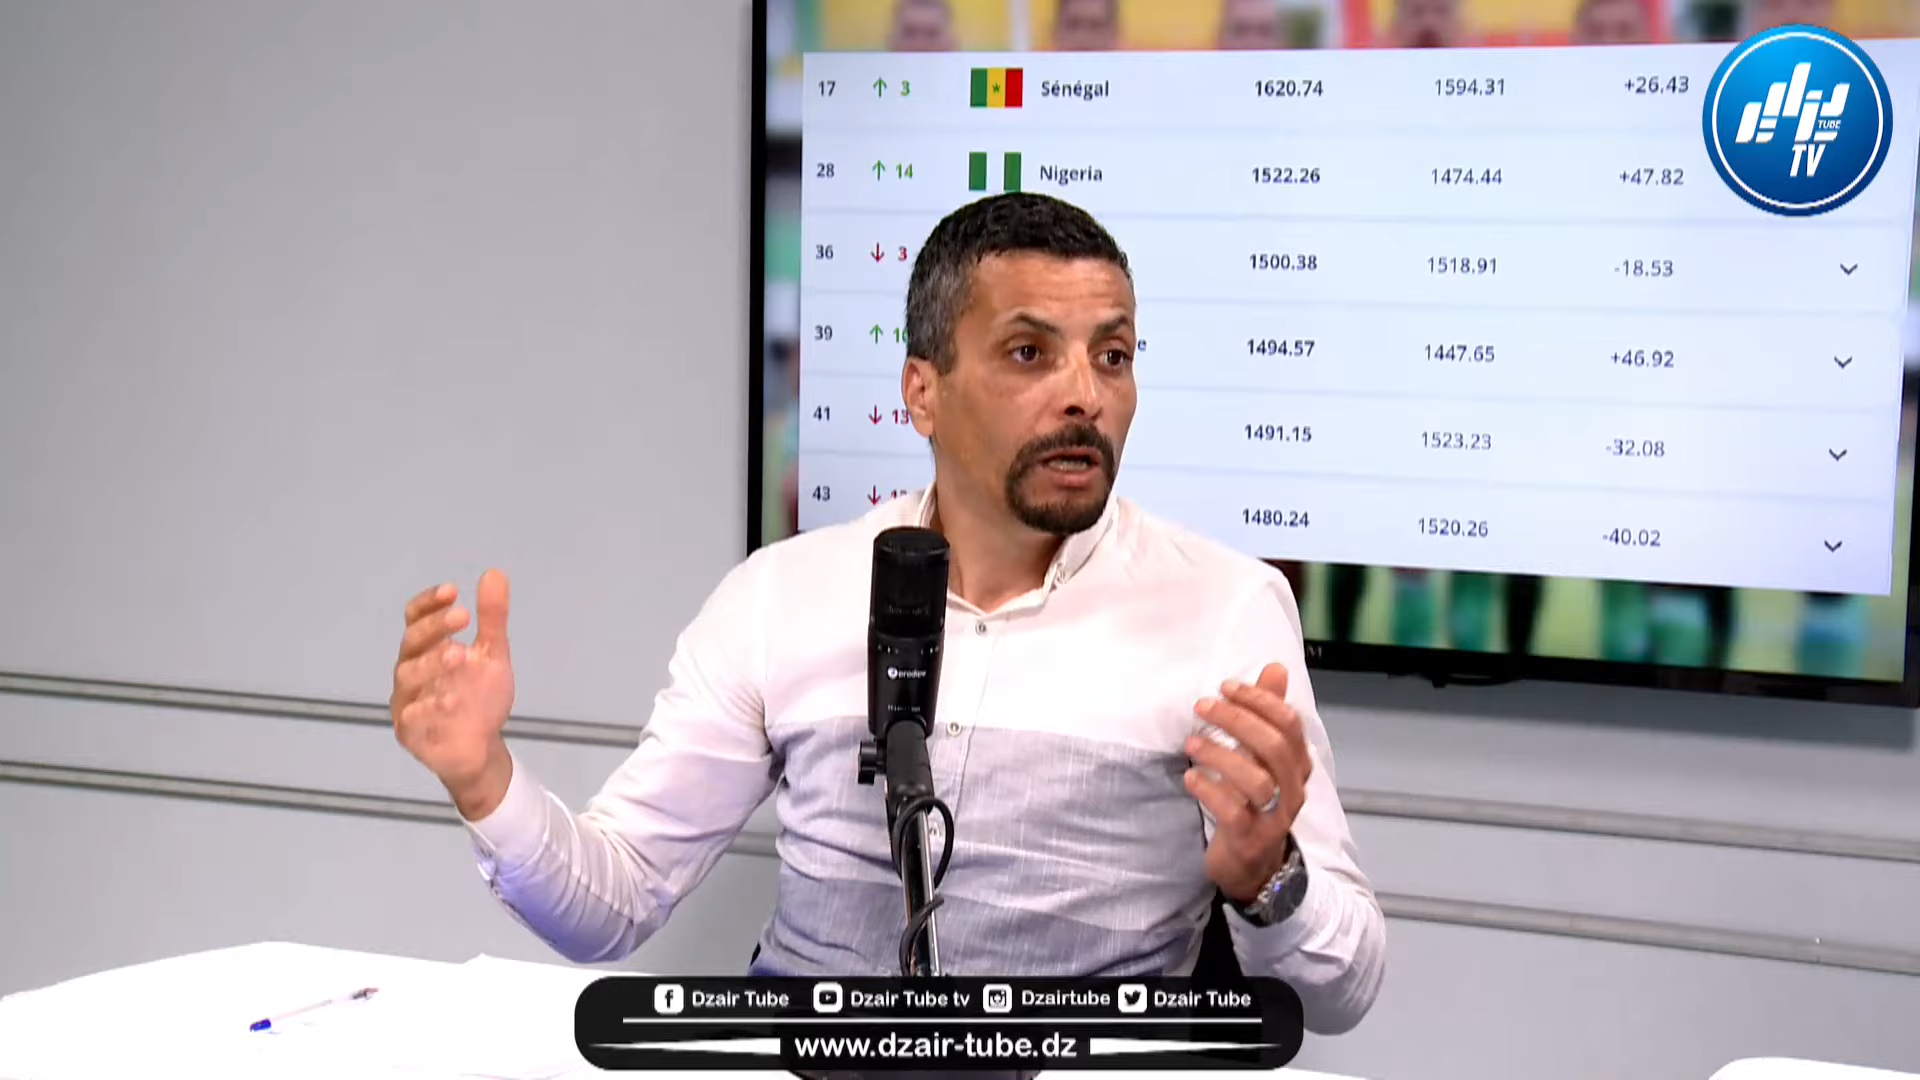 17 ↑ 3 Sénégal 1620.74 1594.31 +26.43
28 ↑ 14 Nigeria 1522.26 1474.44 +47.82
36 ↓ 3 1500.38 1518.91 -18.53
39 ↑ 1494.57 1447.65 +46.92
41 ↓ 13 1491.15 1523.23 -32.08
43 ↓ 1480.24 1520.26 -40.02
TUBE
TV
prodipe
Dzair Tube Dzair Tube tv Dzairtube Dzair Tube
www.dzair-tube.dz